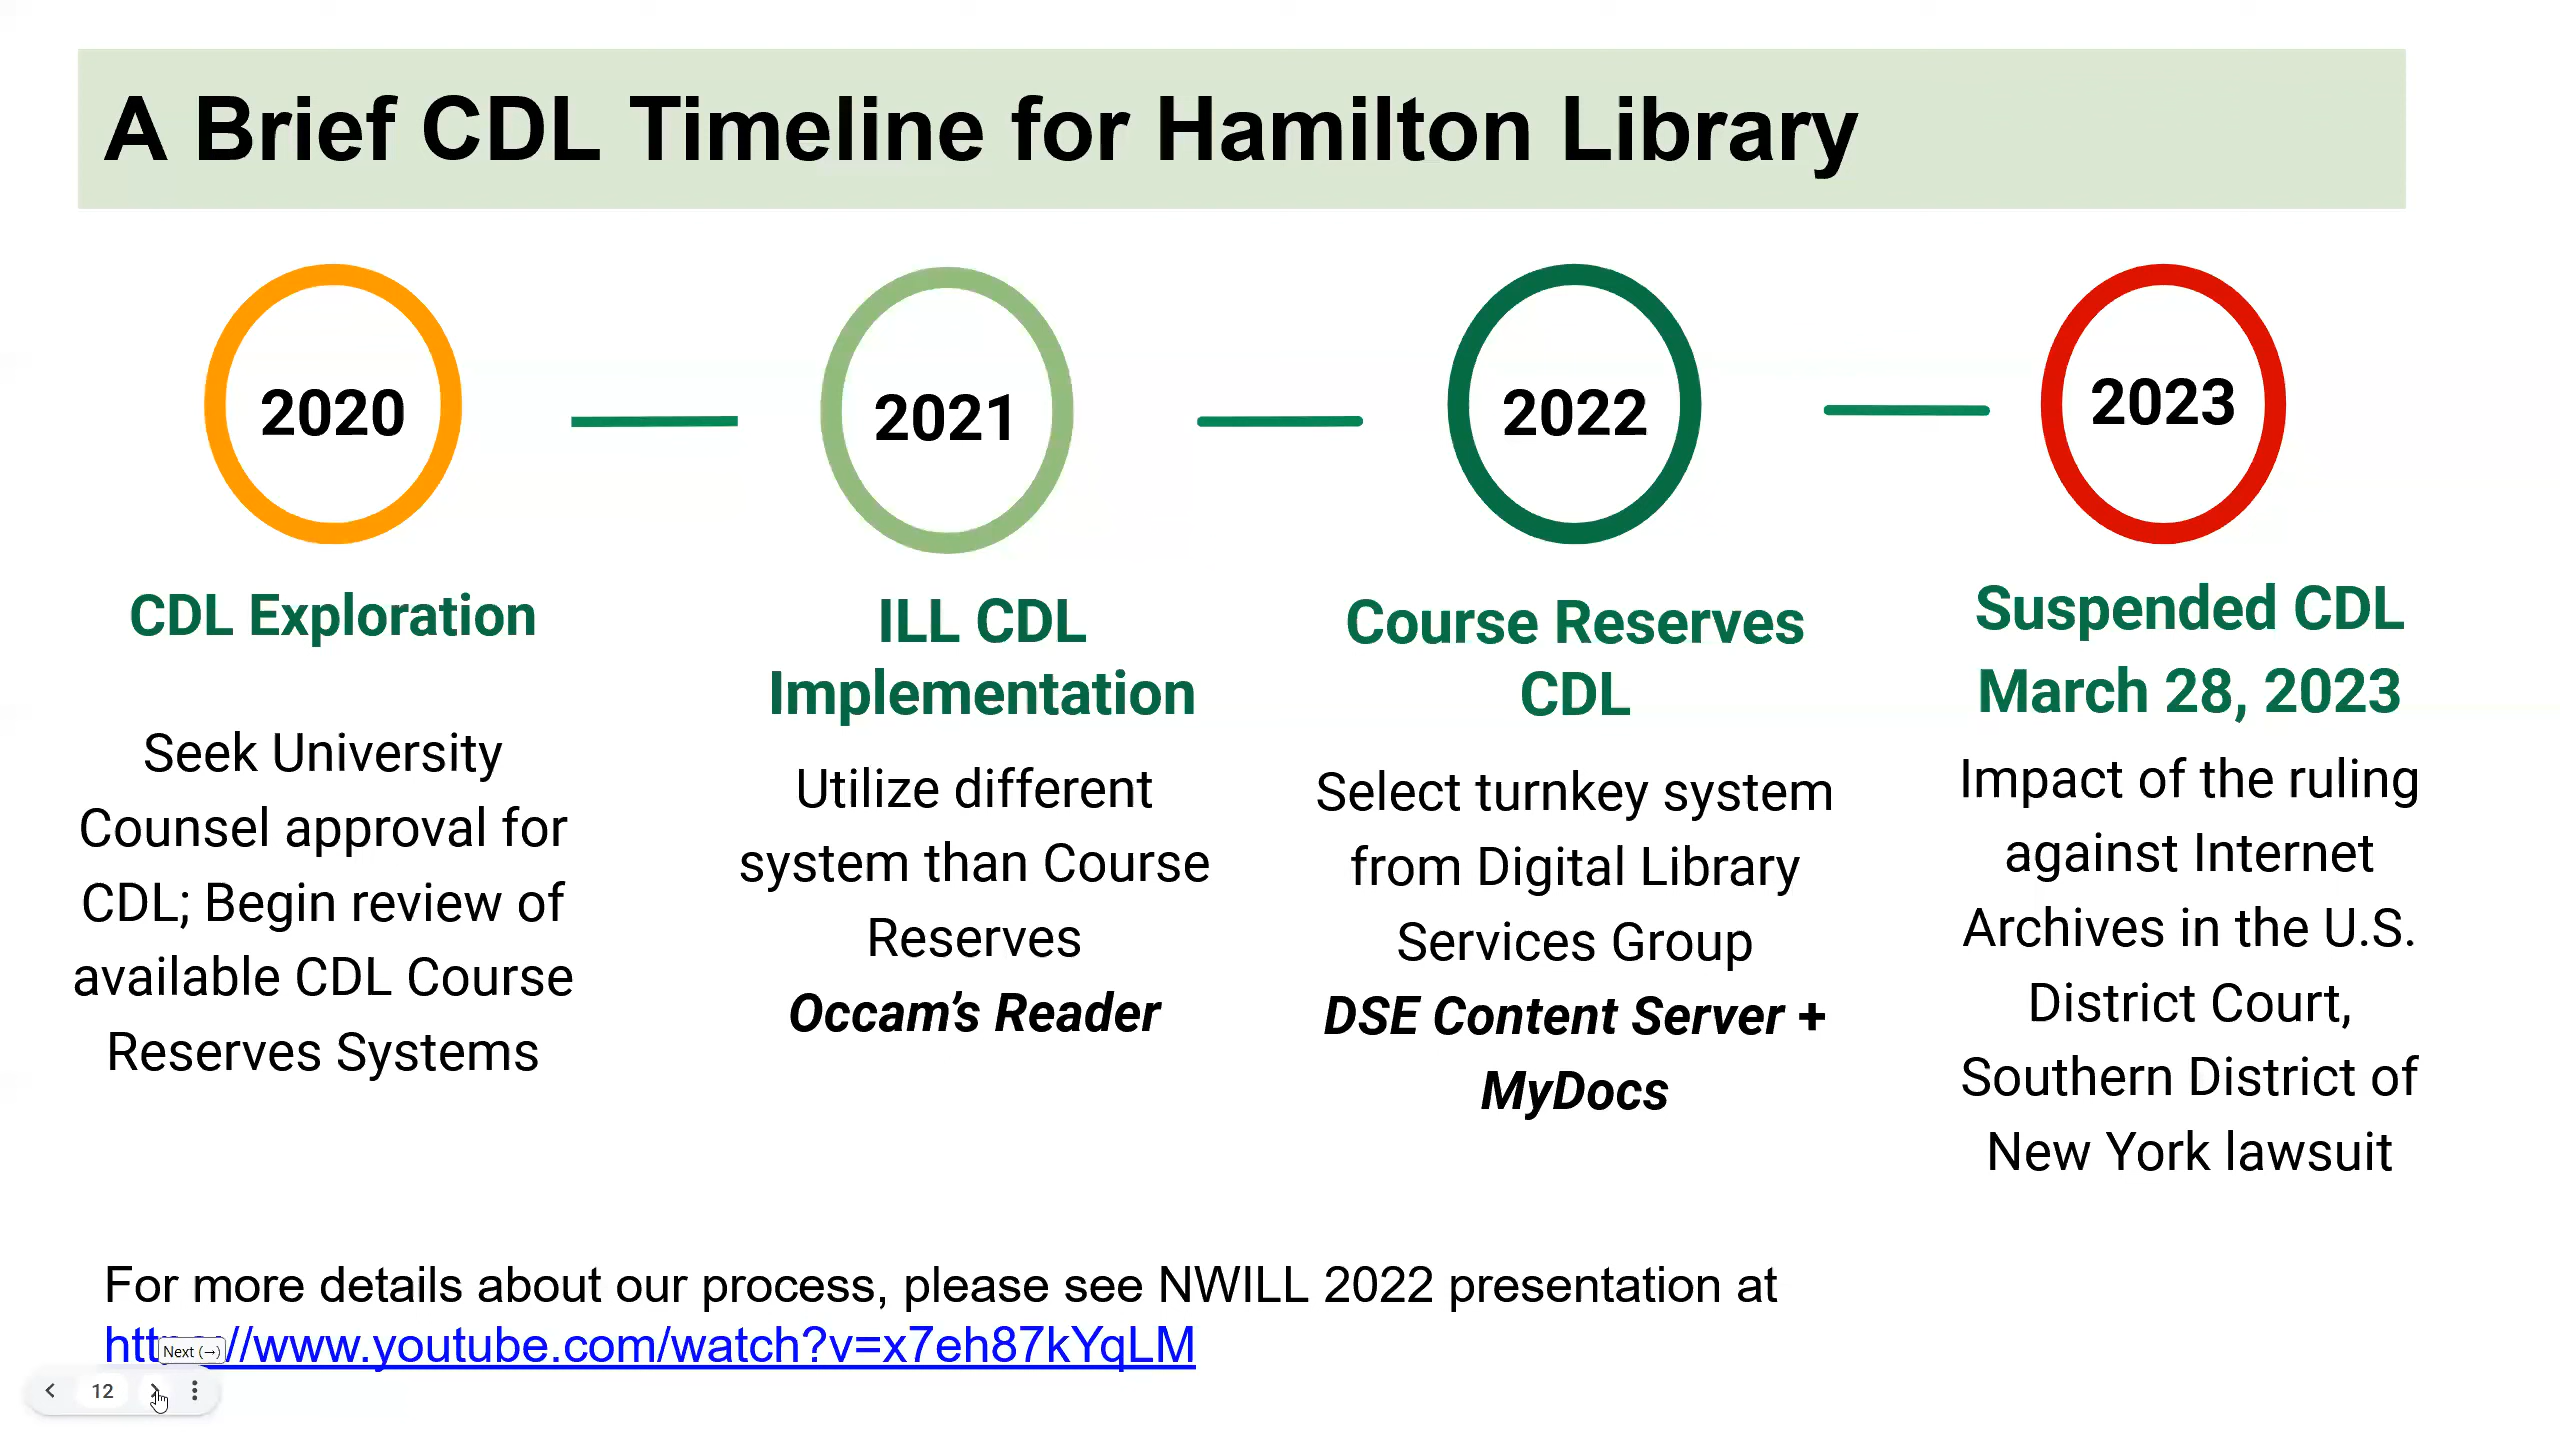 A Brief CDL Timeline for Hamilton Library
2020
2021
2022
2023
CDL Exploration
Seek University
Counsel approval for
CDL; Begin review of
available CDL Course
Reserves Systems
ILL CDL
Implementation
Utilize different
system than Course
Reserves
Occam's Reader
Course Reserves
CDL
Select turnkey system
from Digital Library
Services Group
DSE Content Server +
MyDocs
Suspended CDL
March 28, 2023
Impact of the ruling
against Internet
Archives in the U.S.
District Court,
Southern District of
New York lawsuit
For more details about our process, please see NWILL 2022 presentation at
https://www.youtube.com/watch?v=x7eh87kYqLM
Next (→)
12